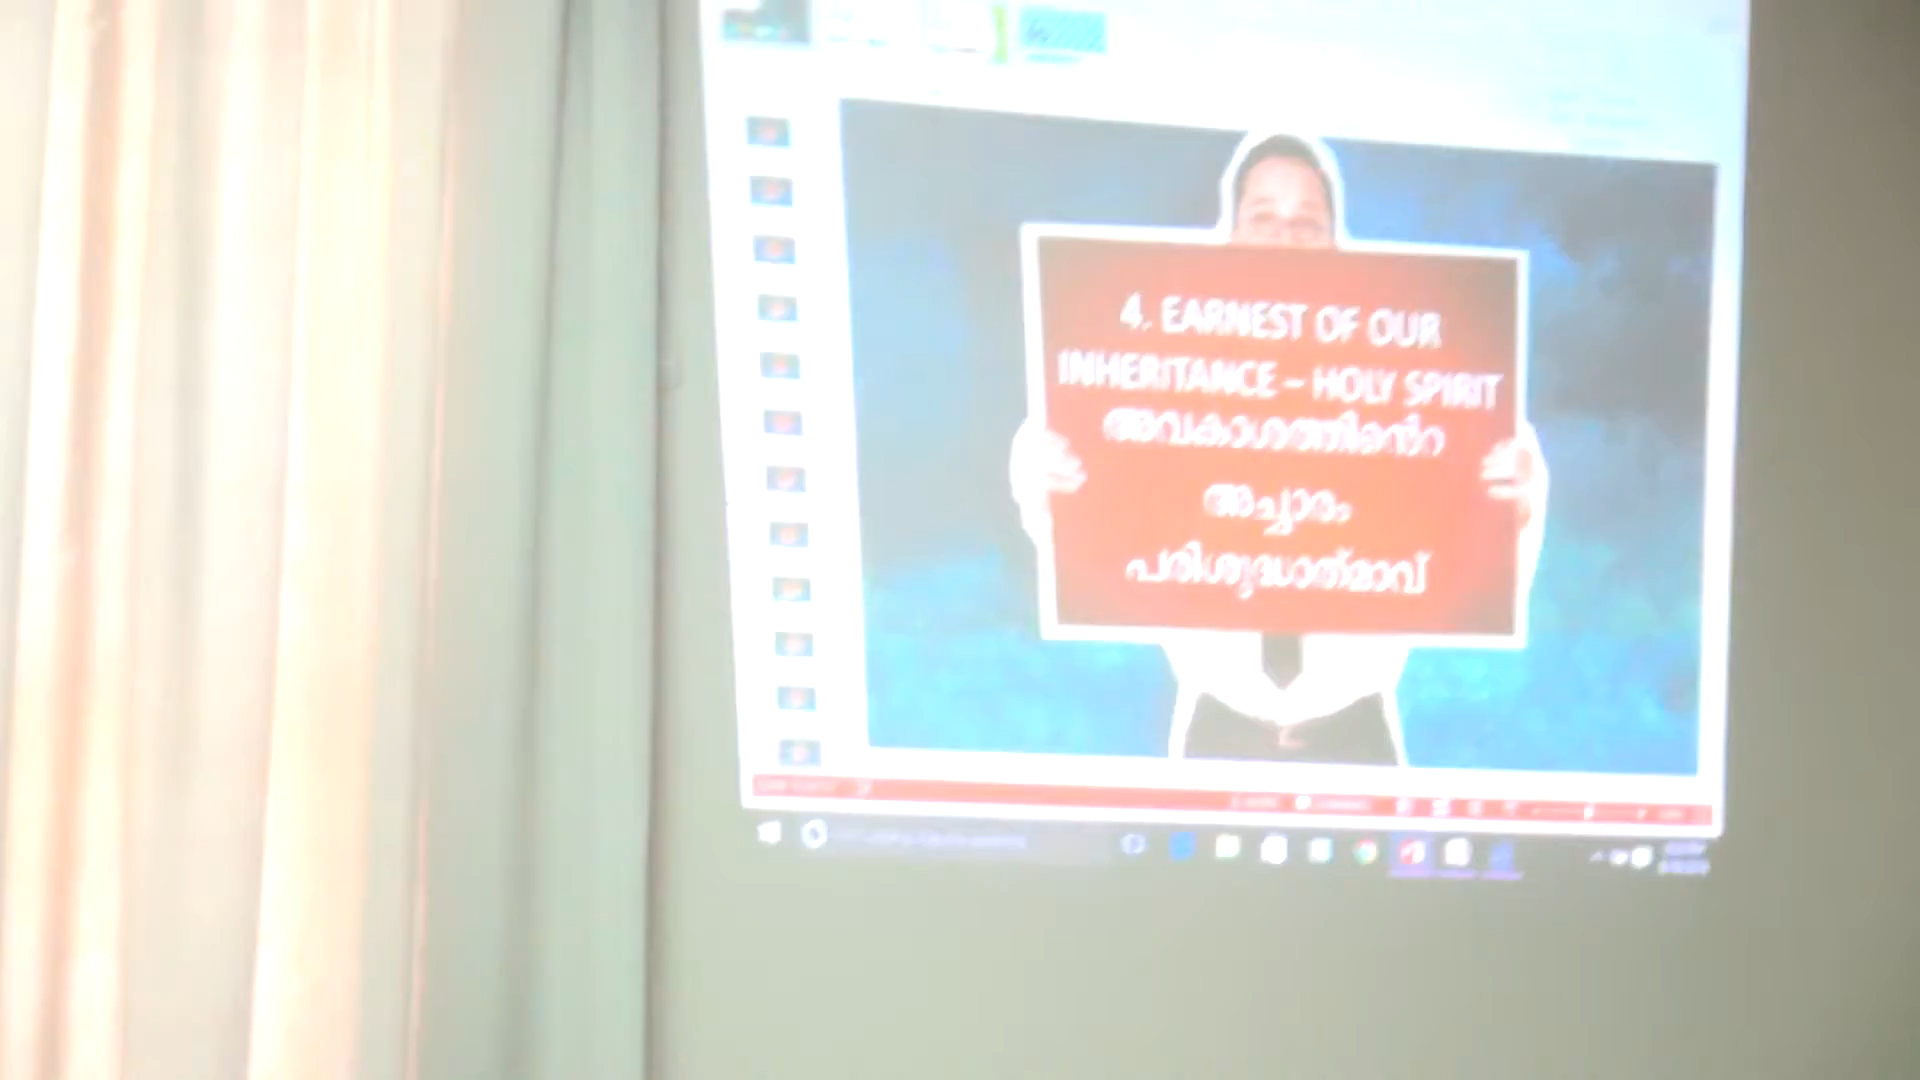 4. EARNEST OF OUR
INHERITANCE – HOLY SPIRIT
അവകാശത്തിൻെറ
അച്ചാരം
പരിശുദ്ധാത്മാവ്